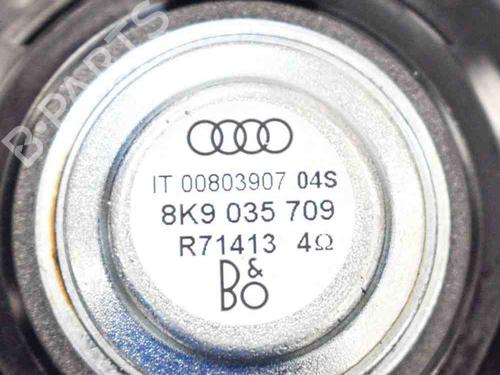 B-PARTS
IT 00803907 04S
8K9 035 709
R71413 4Ω
B&O